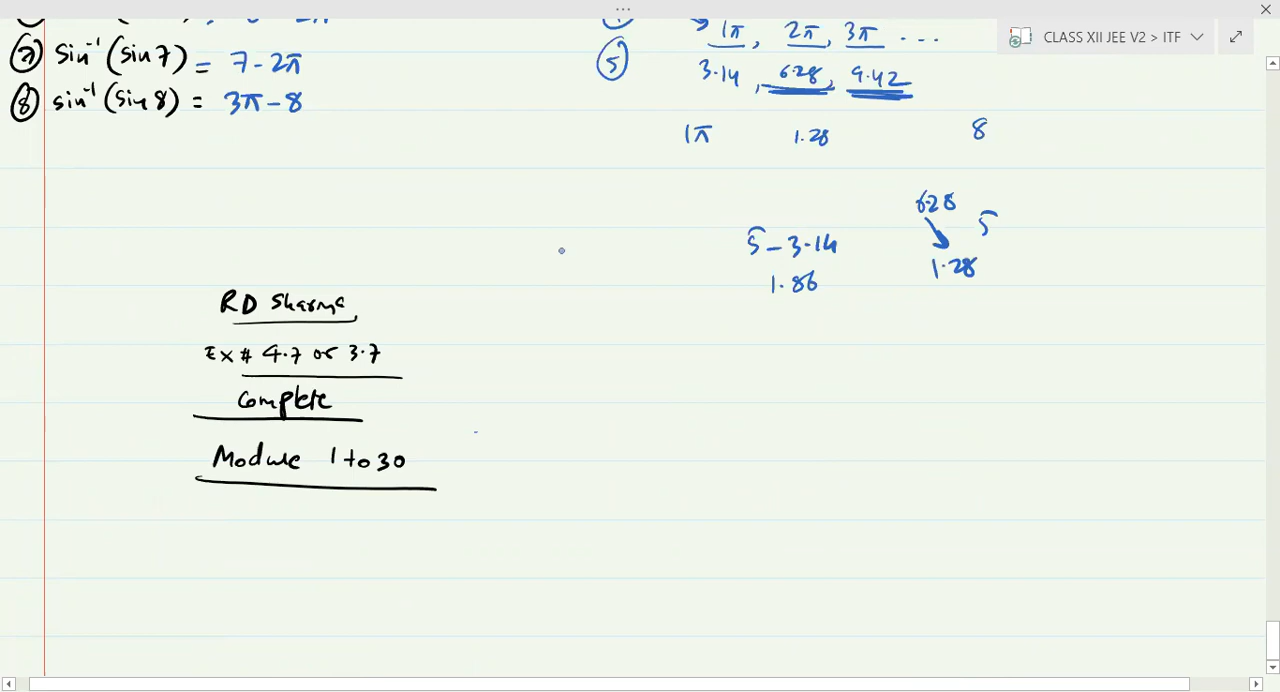 CLASS XII JEE V2 > ITF
⑦ sin⁻¹(sin 7) = 7 - 2π
⑧ sin⁻¹(sin 8) = 3π - 8
1π, 2π, 3π ...
⑤
3.14, 6.28, 9.42
1π 1.28 8
6.28 5
5 - 3.14
1.28
1.86
RD Sharma
Ex # 4.7 or 3.7
Complete
Module 1 to 30